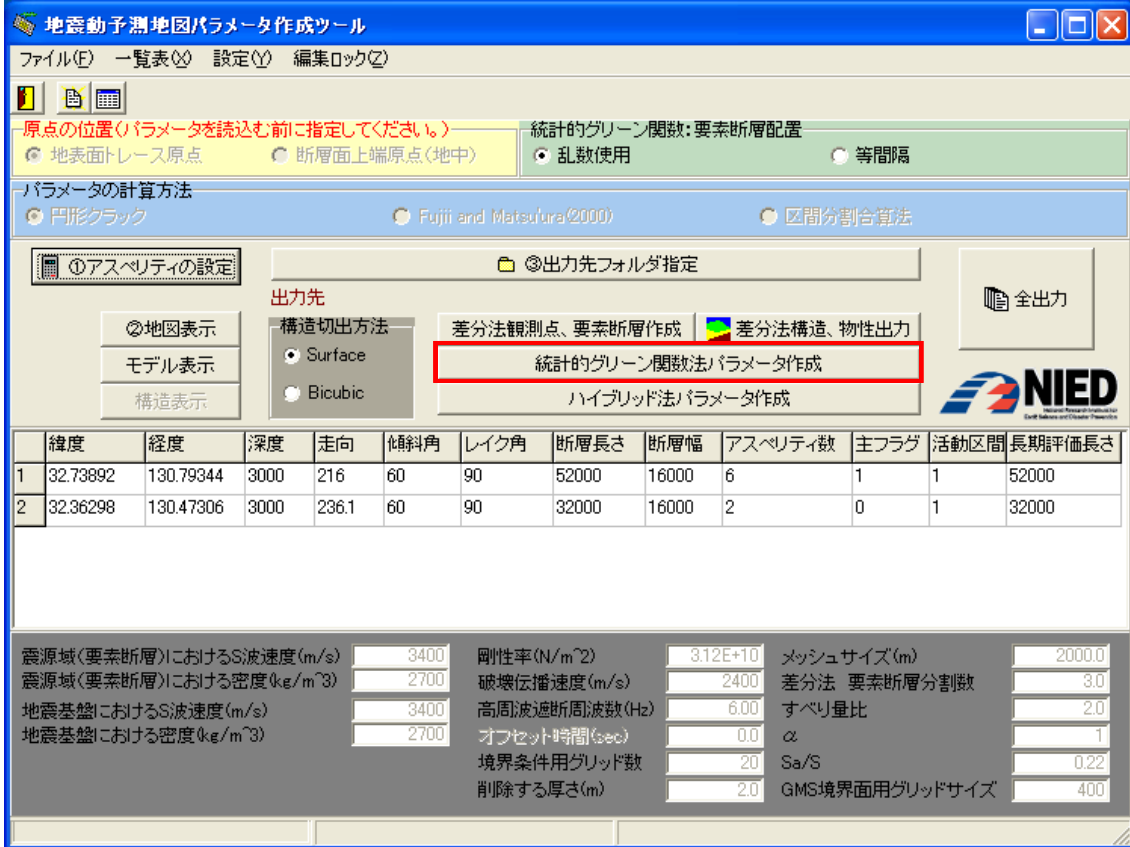 地震動予測地図パラメータ作成ツール
ファイル(F) 一覧表(X) 設定(Y) 編集ロック(Z)
原点の位置(パラメータを読込む前に指定してください。) 統計的グリーン関数:要素断層配置
地表面トレース原点 断層面上端原点(地中) 乱数使用 等間隔
パラメータの計算方法
円形クラック Fujii and Matsu'ura(2000) 区間分割合算法
①アスペリティの設定 ③出力先フォルダ指定 全出力
出力先
②地図表示 構造切出方法 差分法観測点、要素断層作成 差分法構造、物性出力
モデル表示 Surface 統計的グリーン関数法パラメータ作成
構造表示 Bicubic ハイブリッド法パラメータ作成 NIED
緯度 経度 深度 走向 傾斜角 レイク角 断層長さ 断層幅 アスペリティ数 主フラグ 活動区間 長期評価長さ
1 32.73892 130.79344 3000 216 60 90 52000 16000 6 1 1 52000
2 32.36298 130.47306 3000 236.1 60 90 32000 16000 2 0 1 32000
震源域(要素断層)におけるS波速度(m/s) 3400 剛性率(N/m^2) 3.12E+10 メッシュサイズ(m) 2000.0
震源域(要素断層)における密度(kg/m^3) 2700 破壊伝播速度(m/s) 2400 差分法 要素断層分割数 3.0
地震基盤におけるS波速度(m/s) 3400 高周波遮断周波数(Hz) 6.00 すべり量比 2.0
地震基盤における密度(kg/m^3) 2700 オフセット時間(sec) 0.0 α 1
境界条件用グリッド数 20 Sa/S 0.22
削除する厚さ(m) 2.0 GMS境界面用グリッドサイズ 400